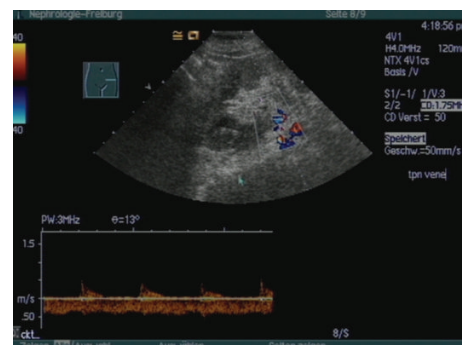 Nephrologie-Freiburg Seite 8/9
4:18:56
4V1
H4.0MHz 120m
NTX 4V1cs
Basis /V
S1/-1/ 1/V:3
2/2 CD:1.75MH
CD Verst = 50
Speichert
Geschw.=50mm/s
tpn vene
40
40
PW:3MHz θ=13°
1.5
m/s
.50
ckt...
8/S